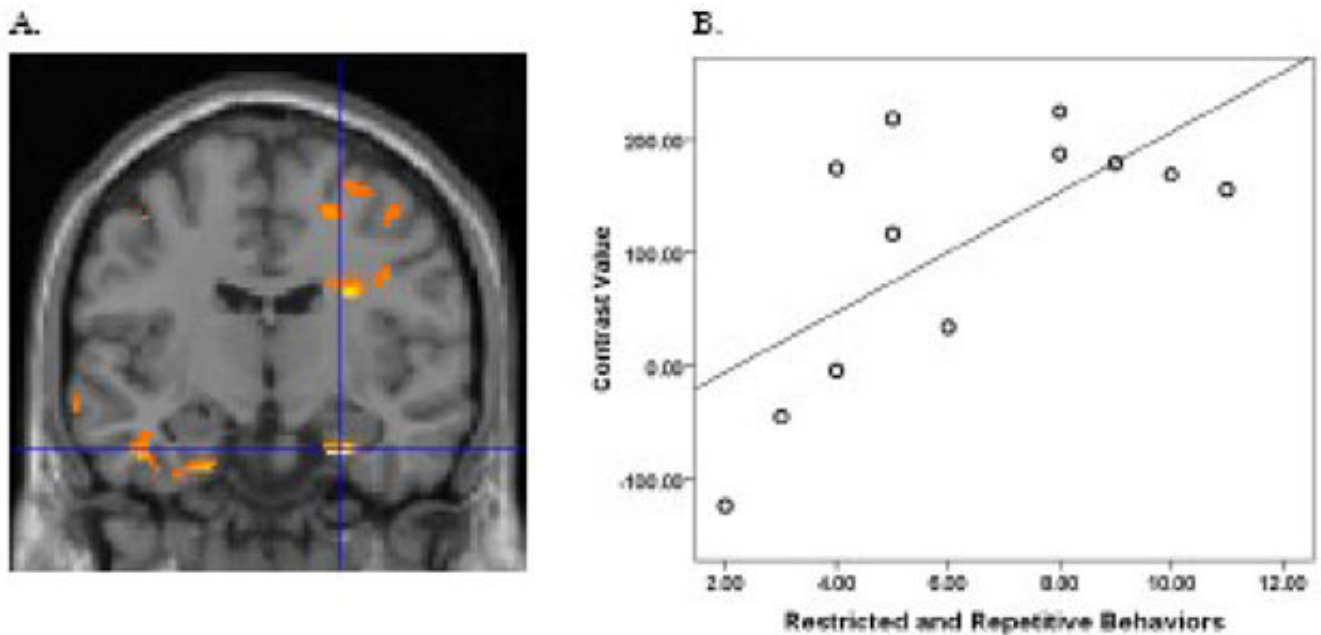 A.
B.
Contrast Value
200.00
100.00
0.00
-100.00
2.00
4.00
6.00
8.00
10.00
12.00
Restricted and Repetitive Behaviors